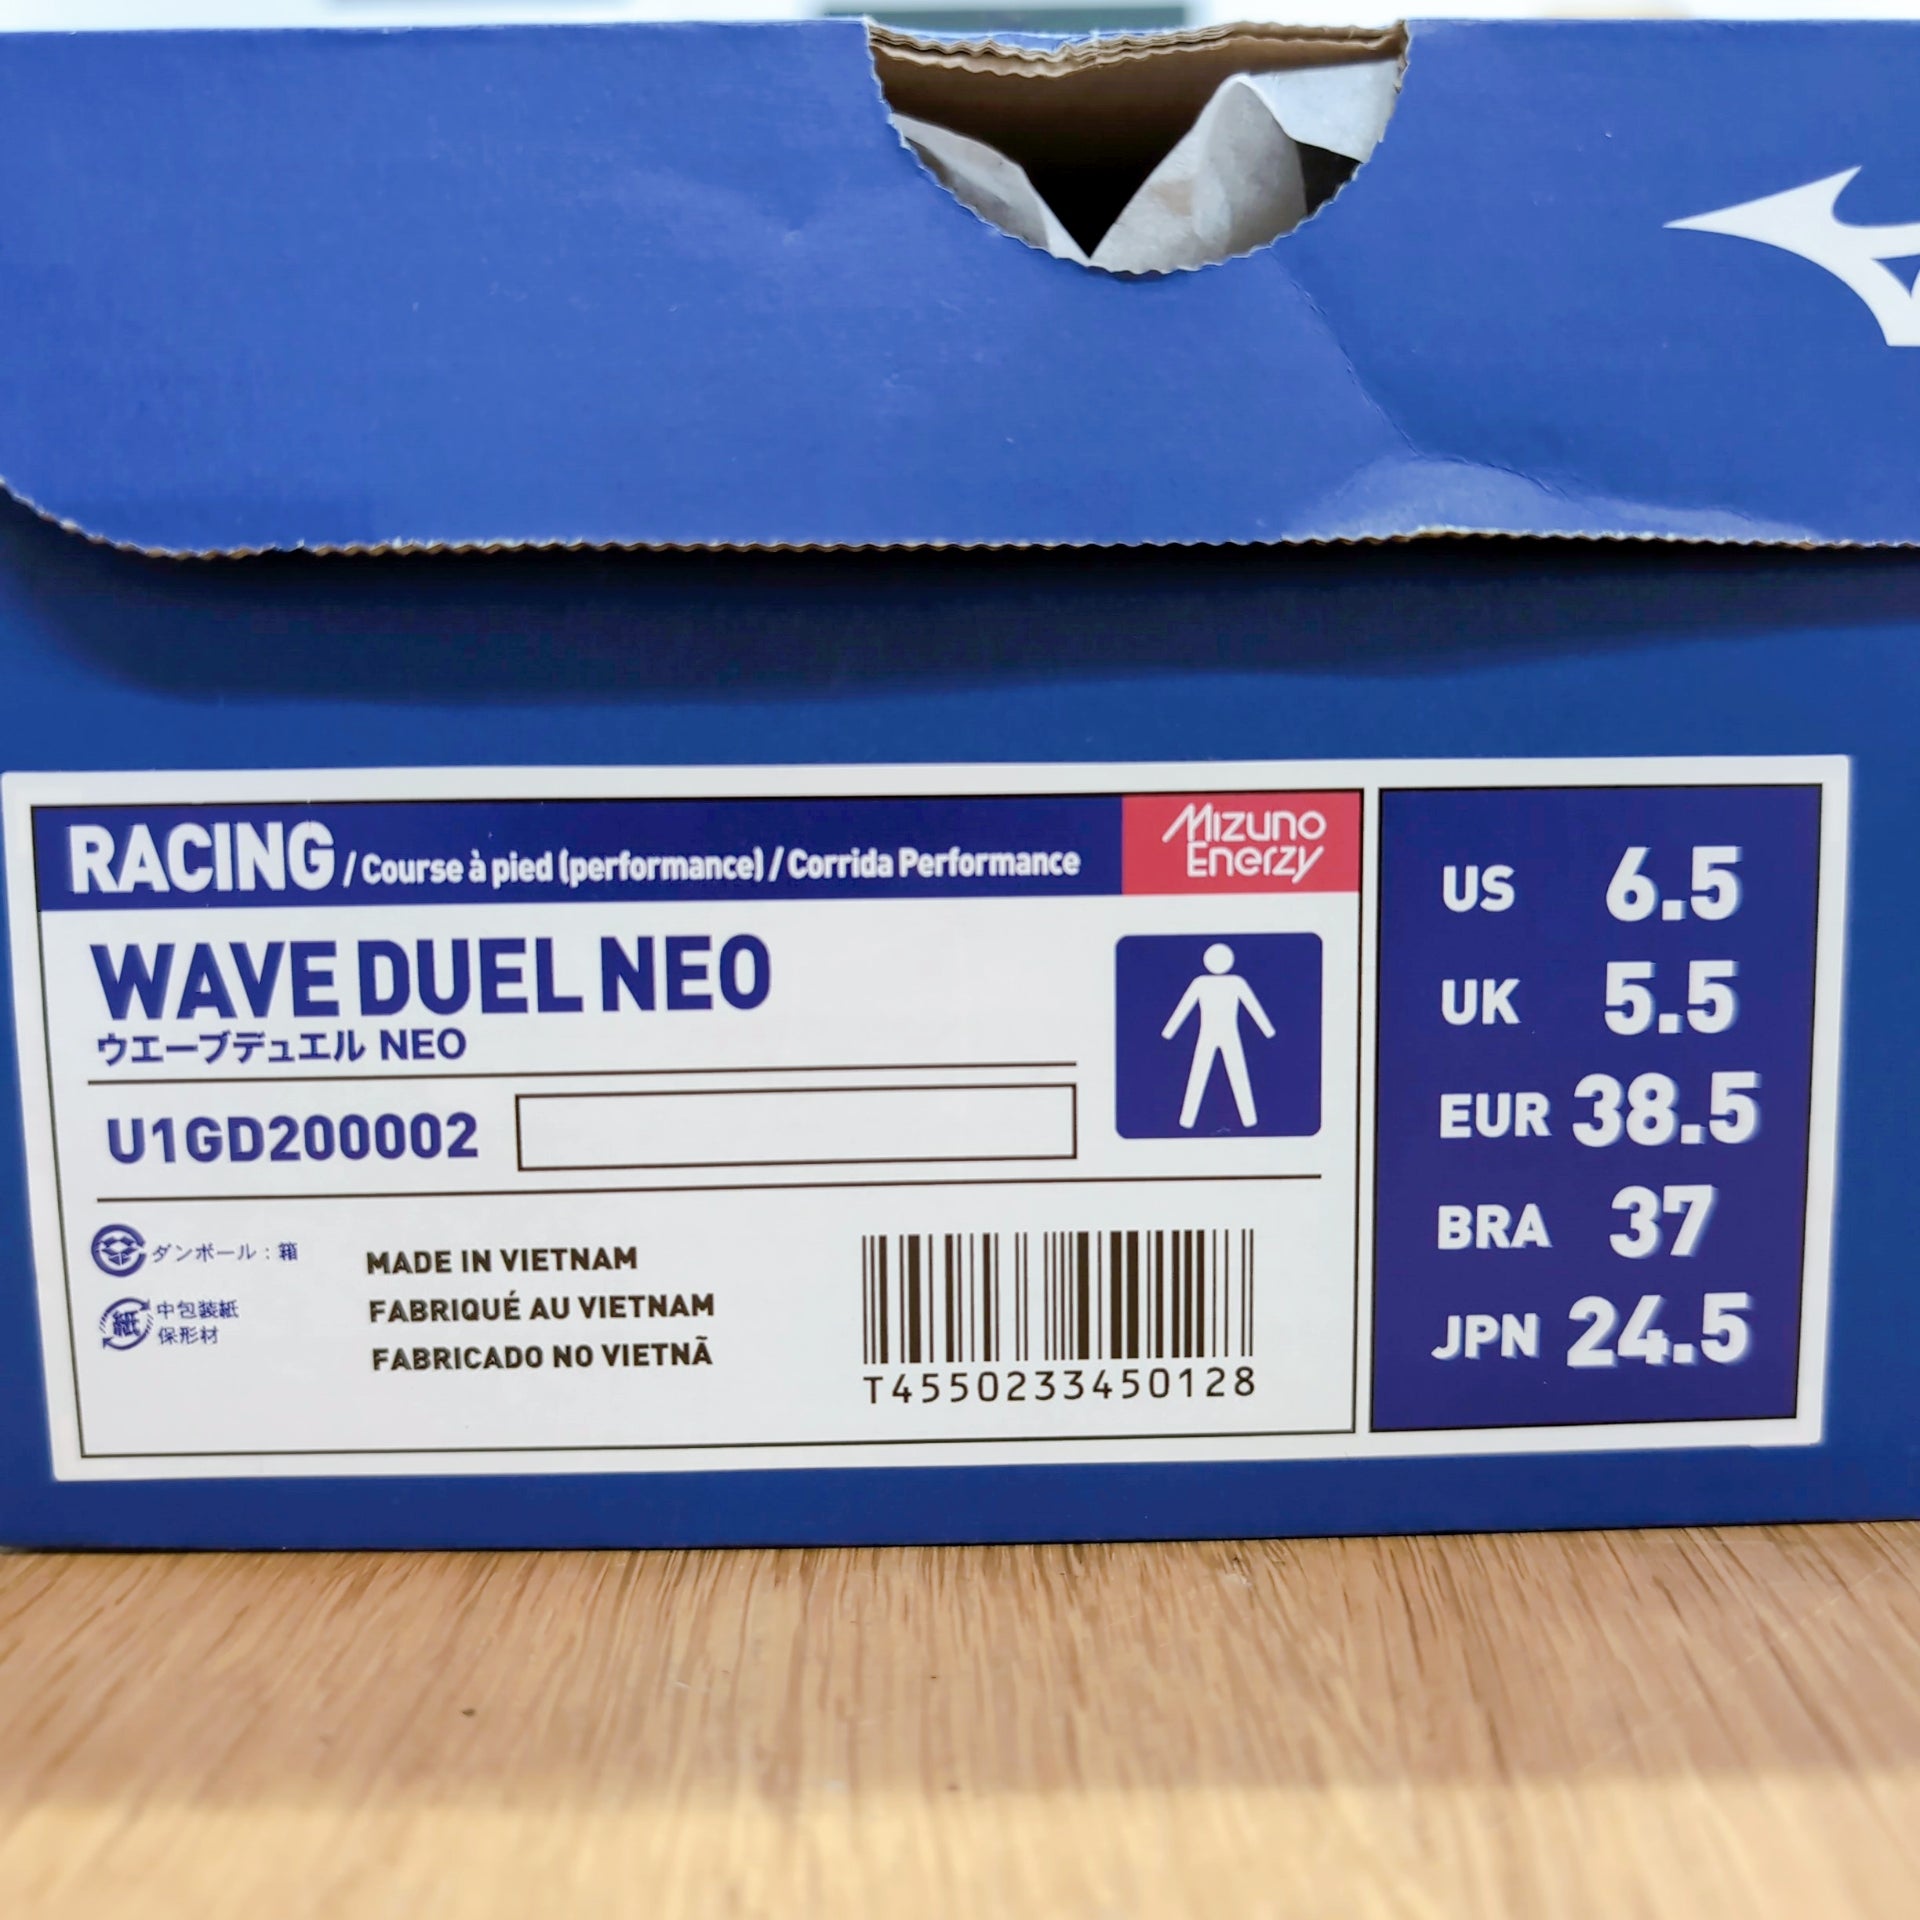 RACING / Course à pied (performance) / Corrida Performance
Mizuno
Enerzy
WAVE DUEL NEO
ウエーブデュエル NEO
U1GD200002
ダンボール：箱
紙 中包装紙
保形材
MADE IN VIETNAM
FABRIQUÉ AU VIETNAM
FABRICADO NO VIETNÃ
T4550233450128
US 6.5
UK 5.5
EUR 38.5
BRA 37
JPN 24.5